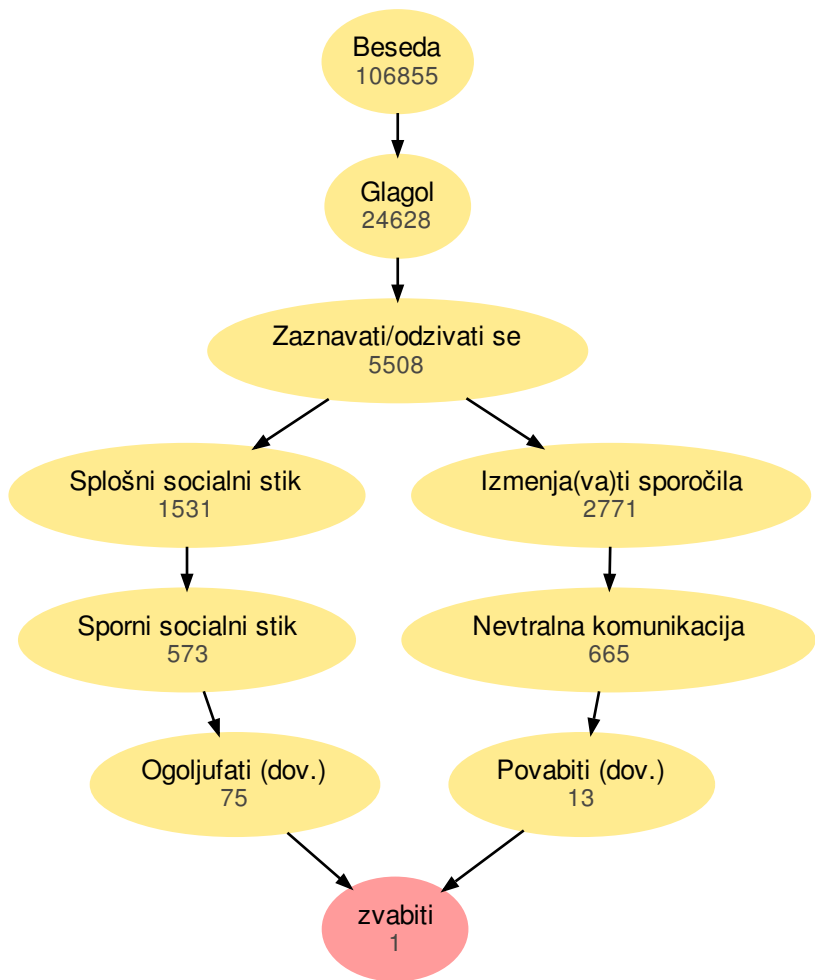 Beseda
106855
Glagol
24628
Zaznavati/odzivati se
5508
Splošni socialni stik
1531
Izmenja(va)ti sporočila
2771
Sporni socialni stik
573
Nevtralna komunikacija
665
Ogoljufati (dov.)
75
Povabiti (dov.)
13
zvabiti
1